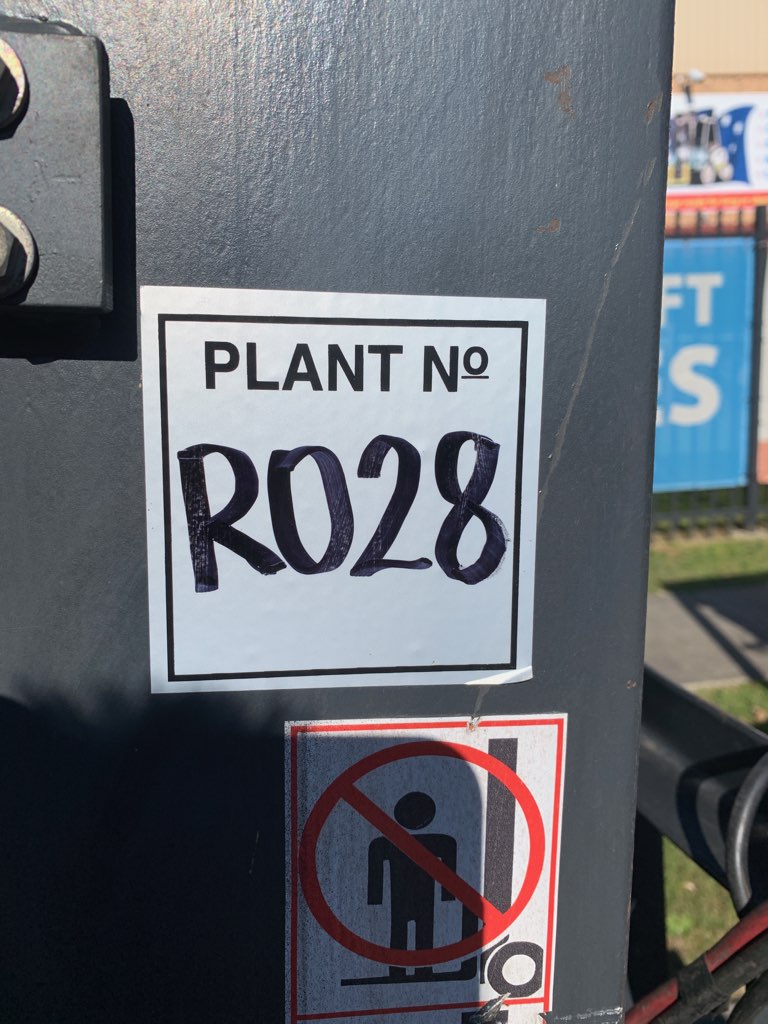 PLANT Nº
R028
FT
ES